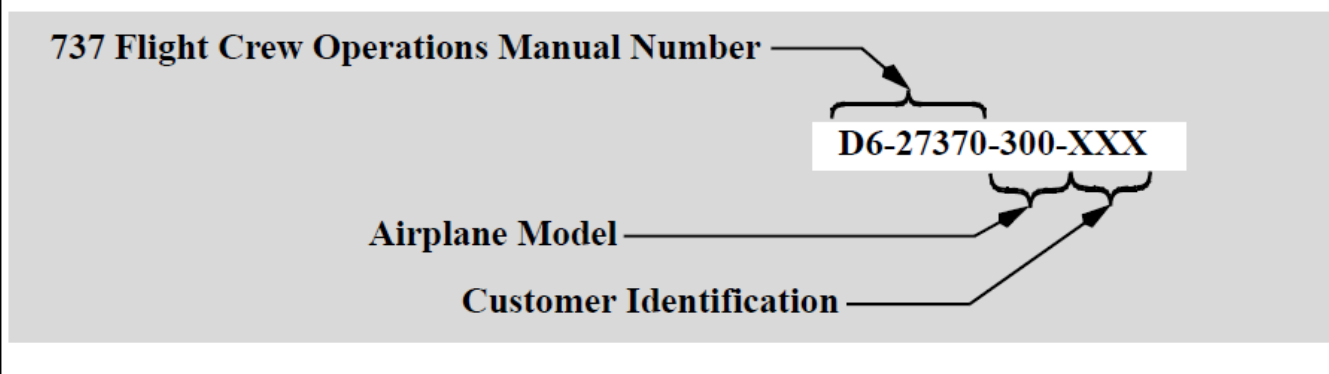 737 Flight Crew Operations Manual Number
D6-27370-300-XXX
Airplane Model
Customer Identification